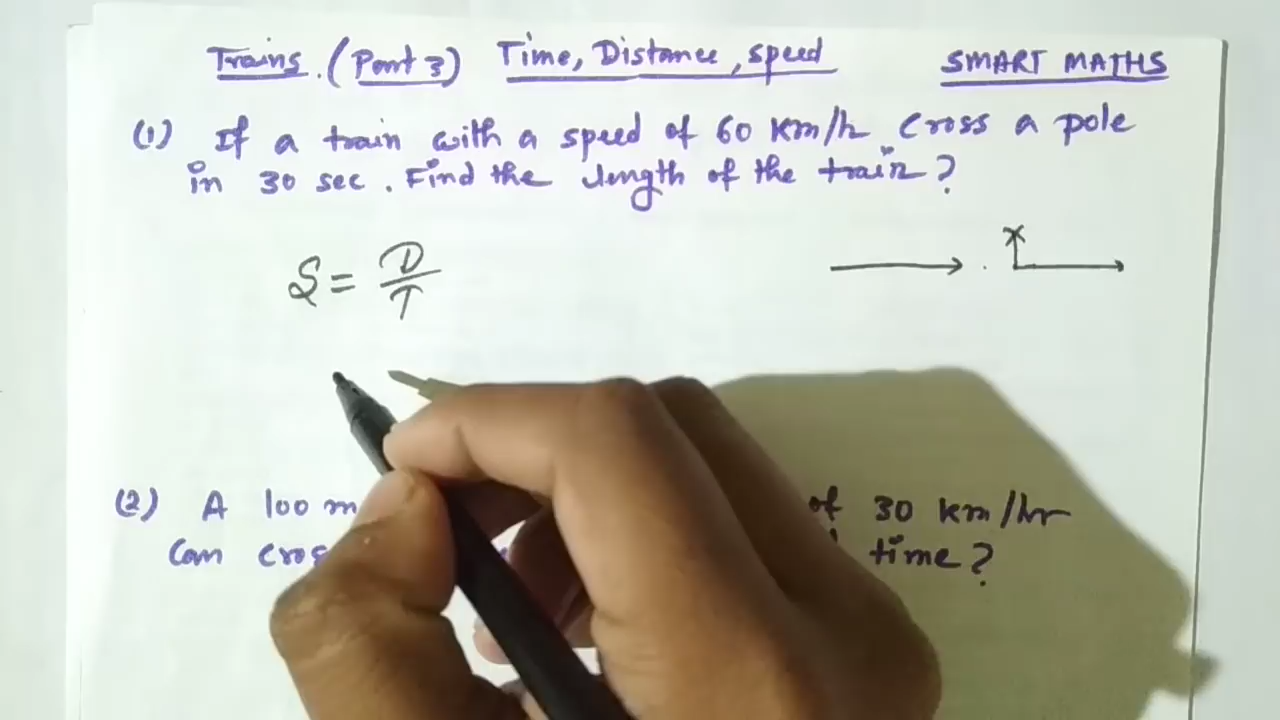 Trains. (Part 3) Time, Distance, speed SMART MATHS
(1) If a train with a speed of 60 Km/h cross a pole
in 30 sec. Find the length of the train?
S = D/T
(2) A 100 m of 30 km/hr
Can time?